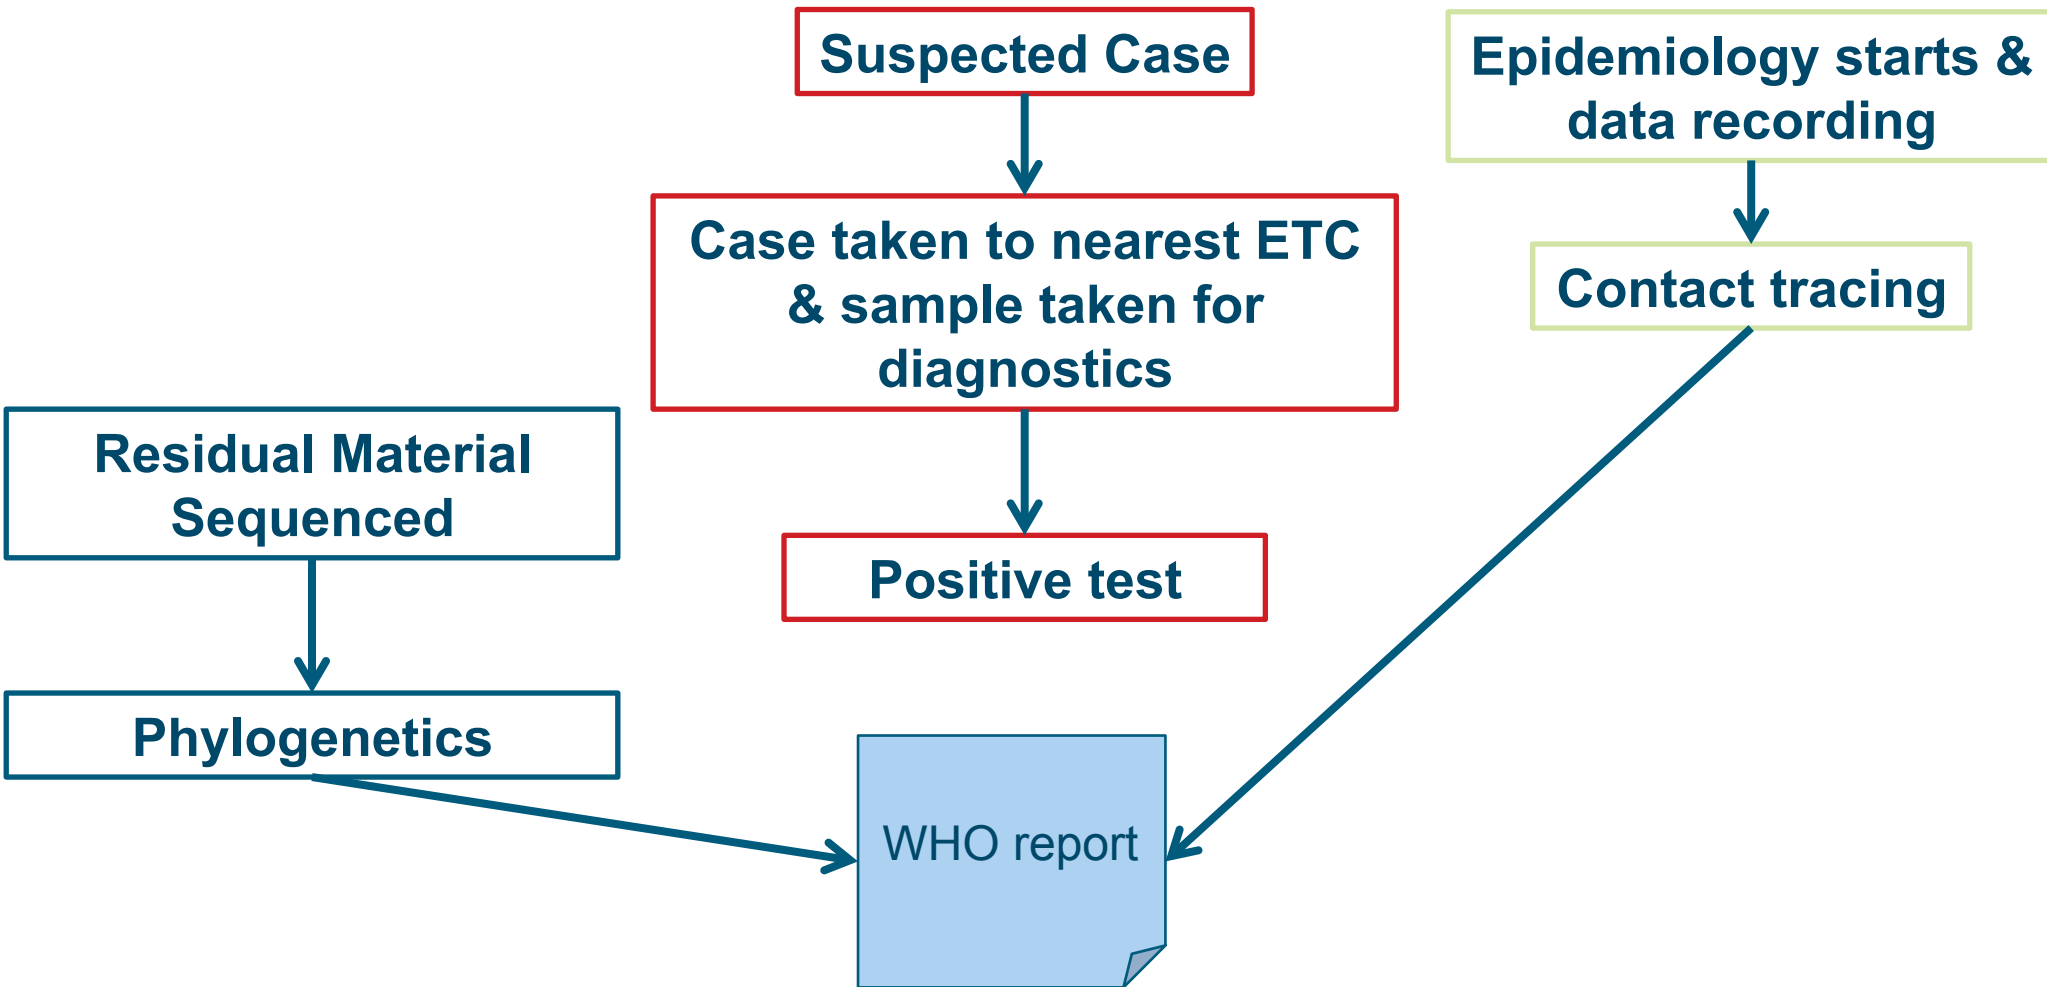 Suspected Case
Epidemiology starts &
data recording
Case taken to nearest ETC
& sample taken for
diagnostics
Contact tracing
Residual Material
Sequenced
Positive test
Phylogenetics
WHO report